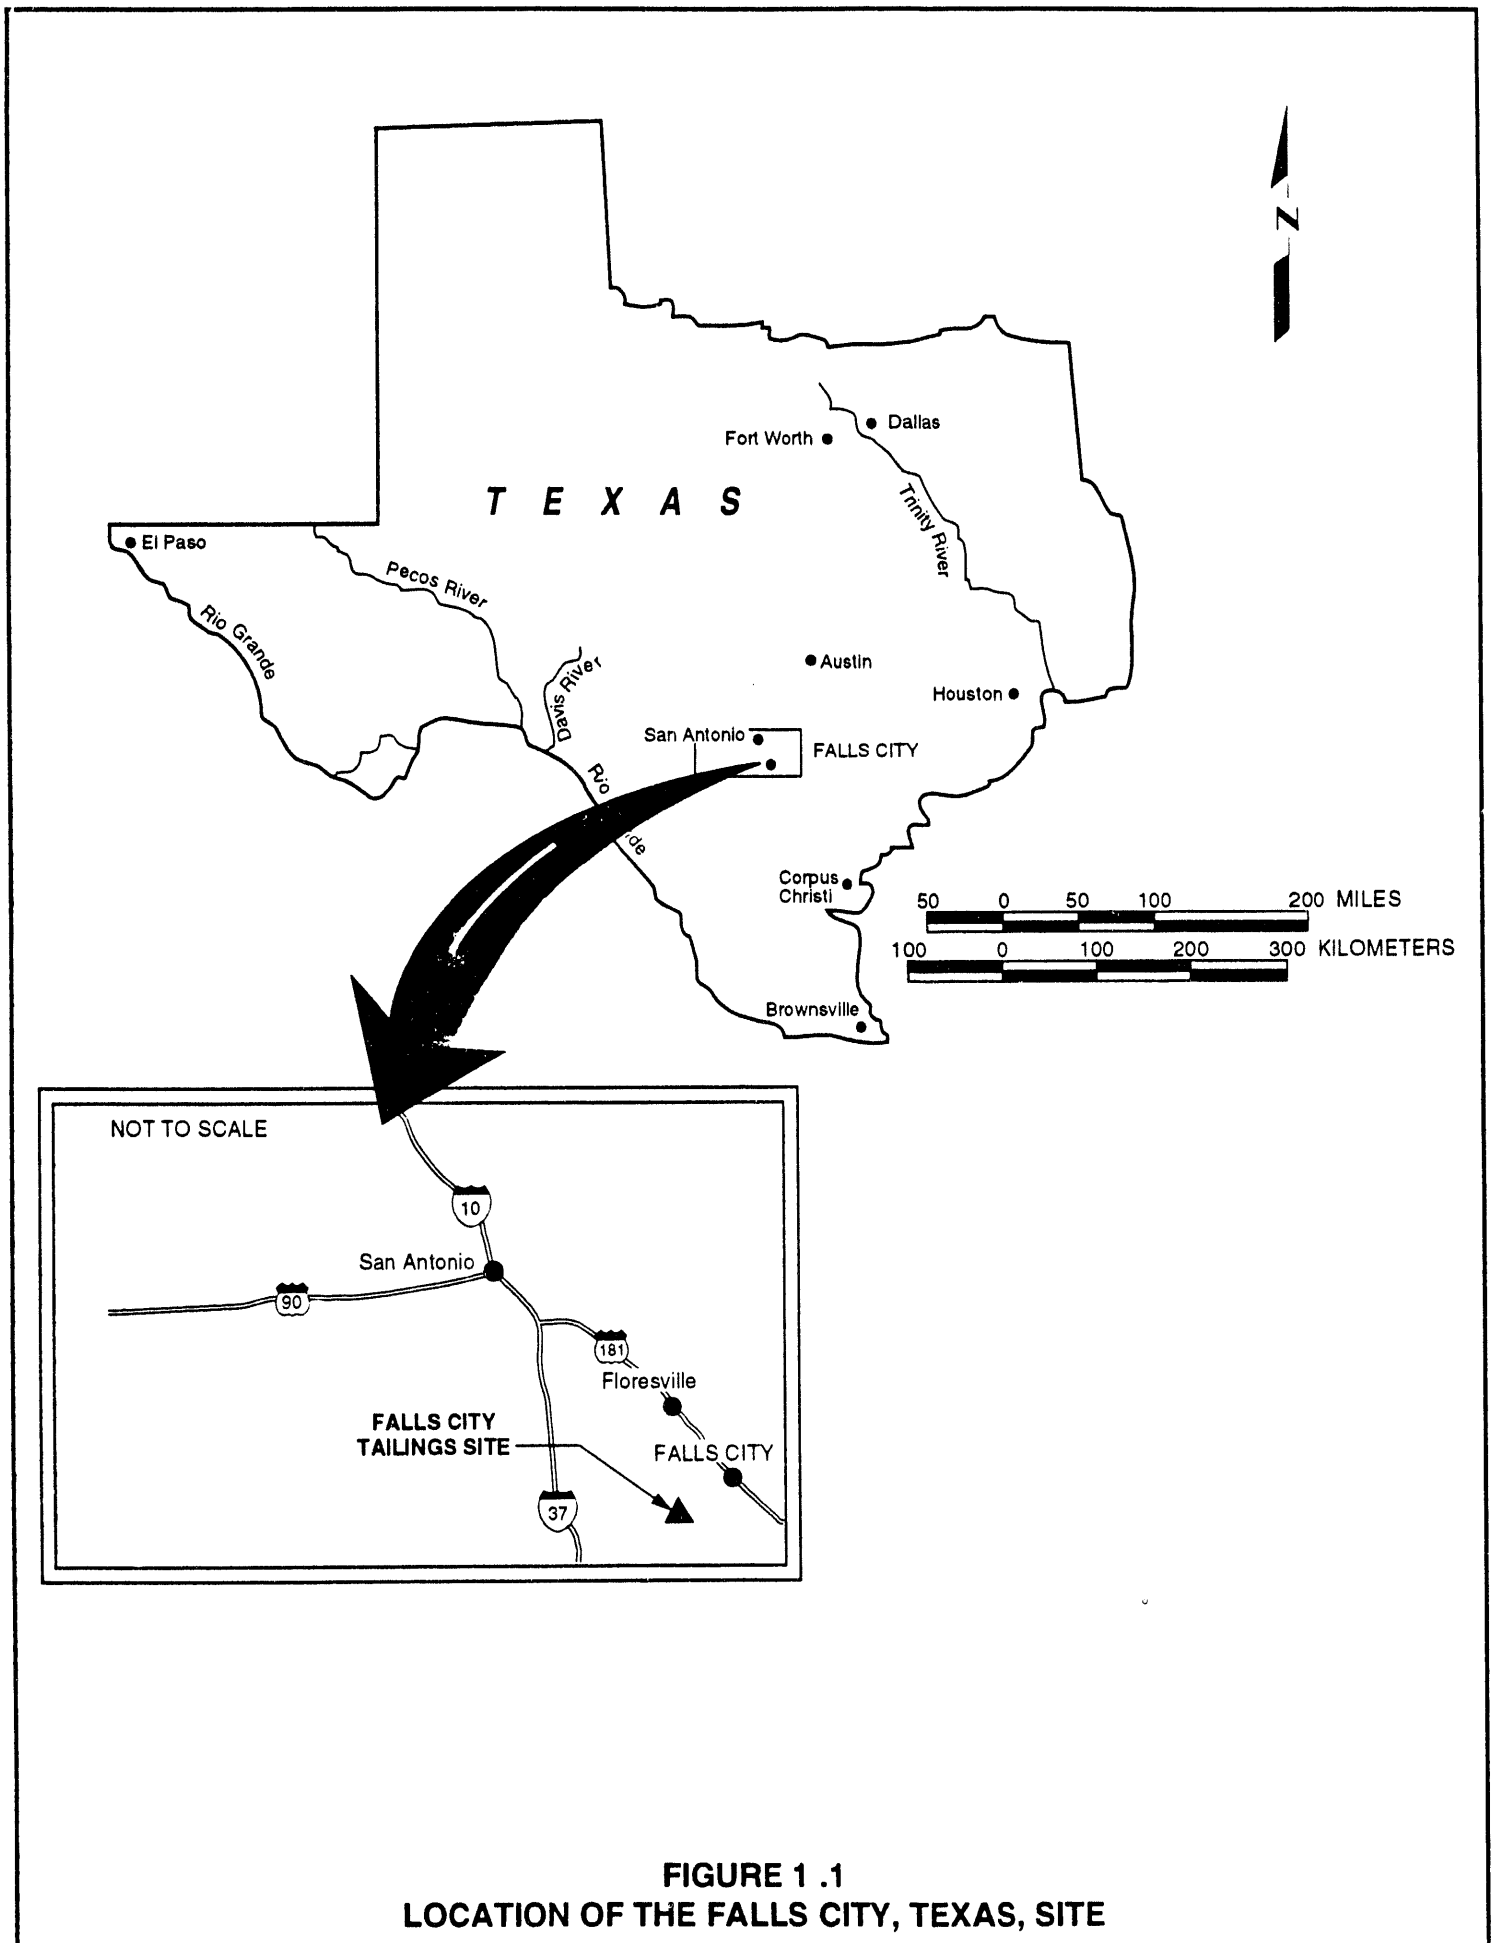 N
Dallas
Fort Worth
TEXAS
Trinity River
El Paso
Pecos River
Rio Grande
Davis River
Austin
Houston
San Antonio
FALLS CITY
Rio
de
Corpus
Christi
50 0 50 100 200 MILES
100 0 100 200 300 KILOMETERS
Brownsville
NOT TO SCALE
10
San Antonio
90
181
Floresville
FALLS CITY
TAILINGS SITE
FALLS CITY
37
FIGURE 1 .1
LOCATION OF THE FALLS CITY, TEXAS, SITE